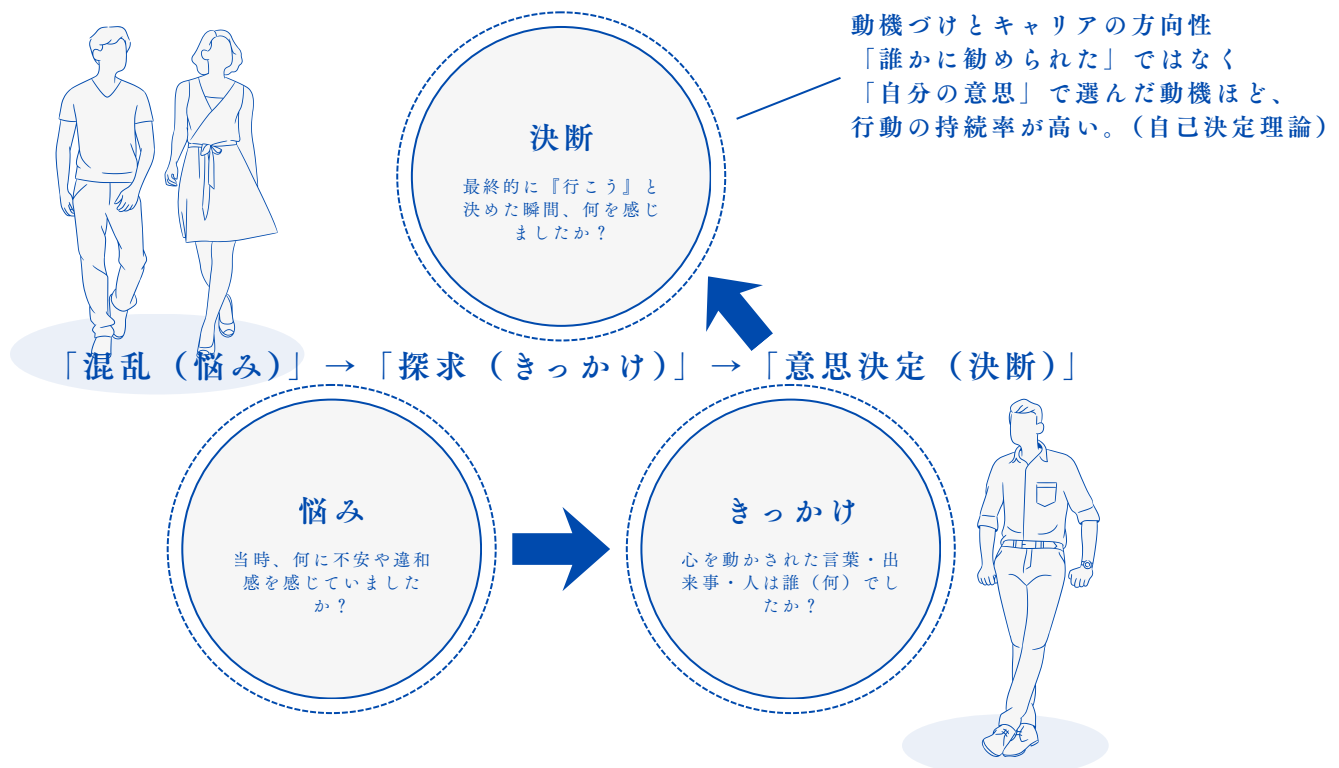 動機づけとキャリアの方向性
「誰かに勧められた」ではなく
「自分の意思」で選んだ動機ほど、
行動の持続率が高い。(自己決定理論)
決断
最終的に『行こう』と
決めた瞬間、何を感じ
ましたか？
「混乱（悩み）」→「探求（きっかけ）」→「意思決定（決断）」
悩み
当時、何に不安や違和
感を感じていました
か？
きっかけ
心を動かされた言葉・出
来事・人は誰（何）でし
たか？